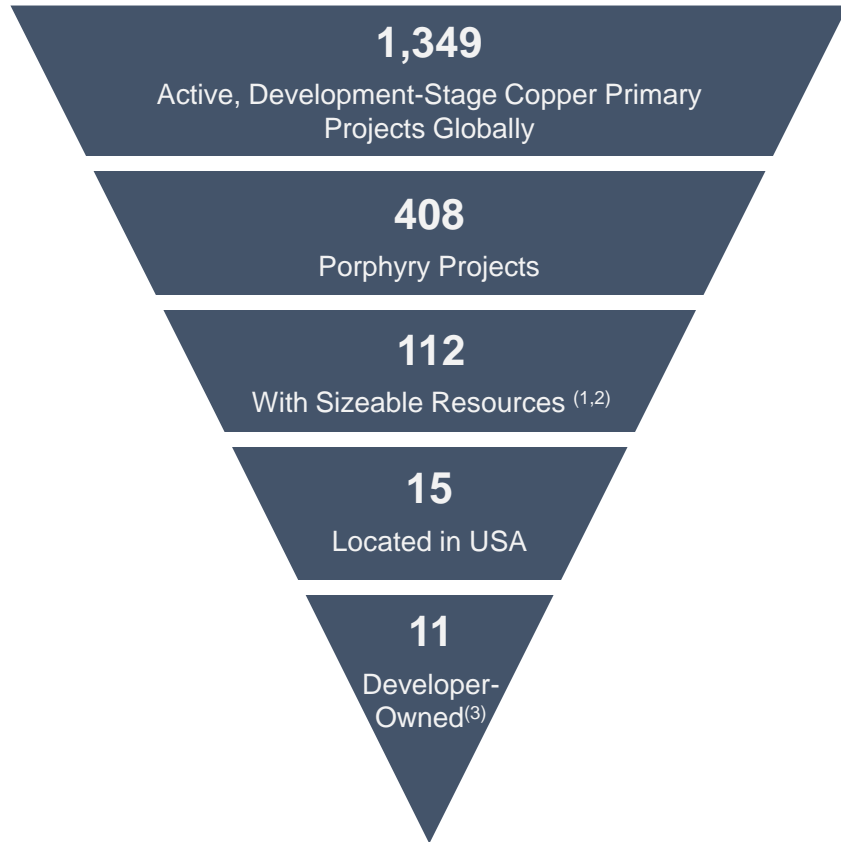 1,349
Active, Development-Stage Copper Primary
Projects Globally
408
Porphyry Projects
112
With Sizeable Resources (1,2)
15
Located in USA
11
Developer-
Owned(3)